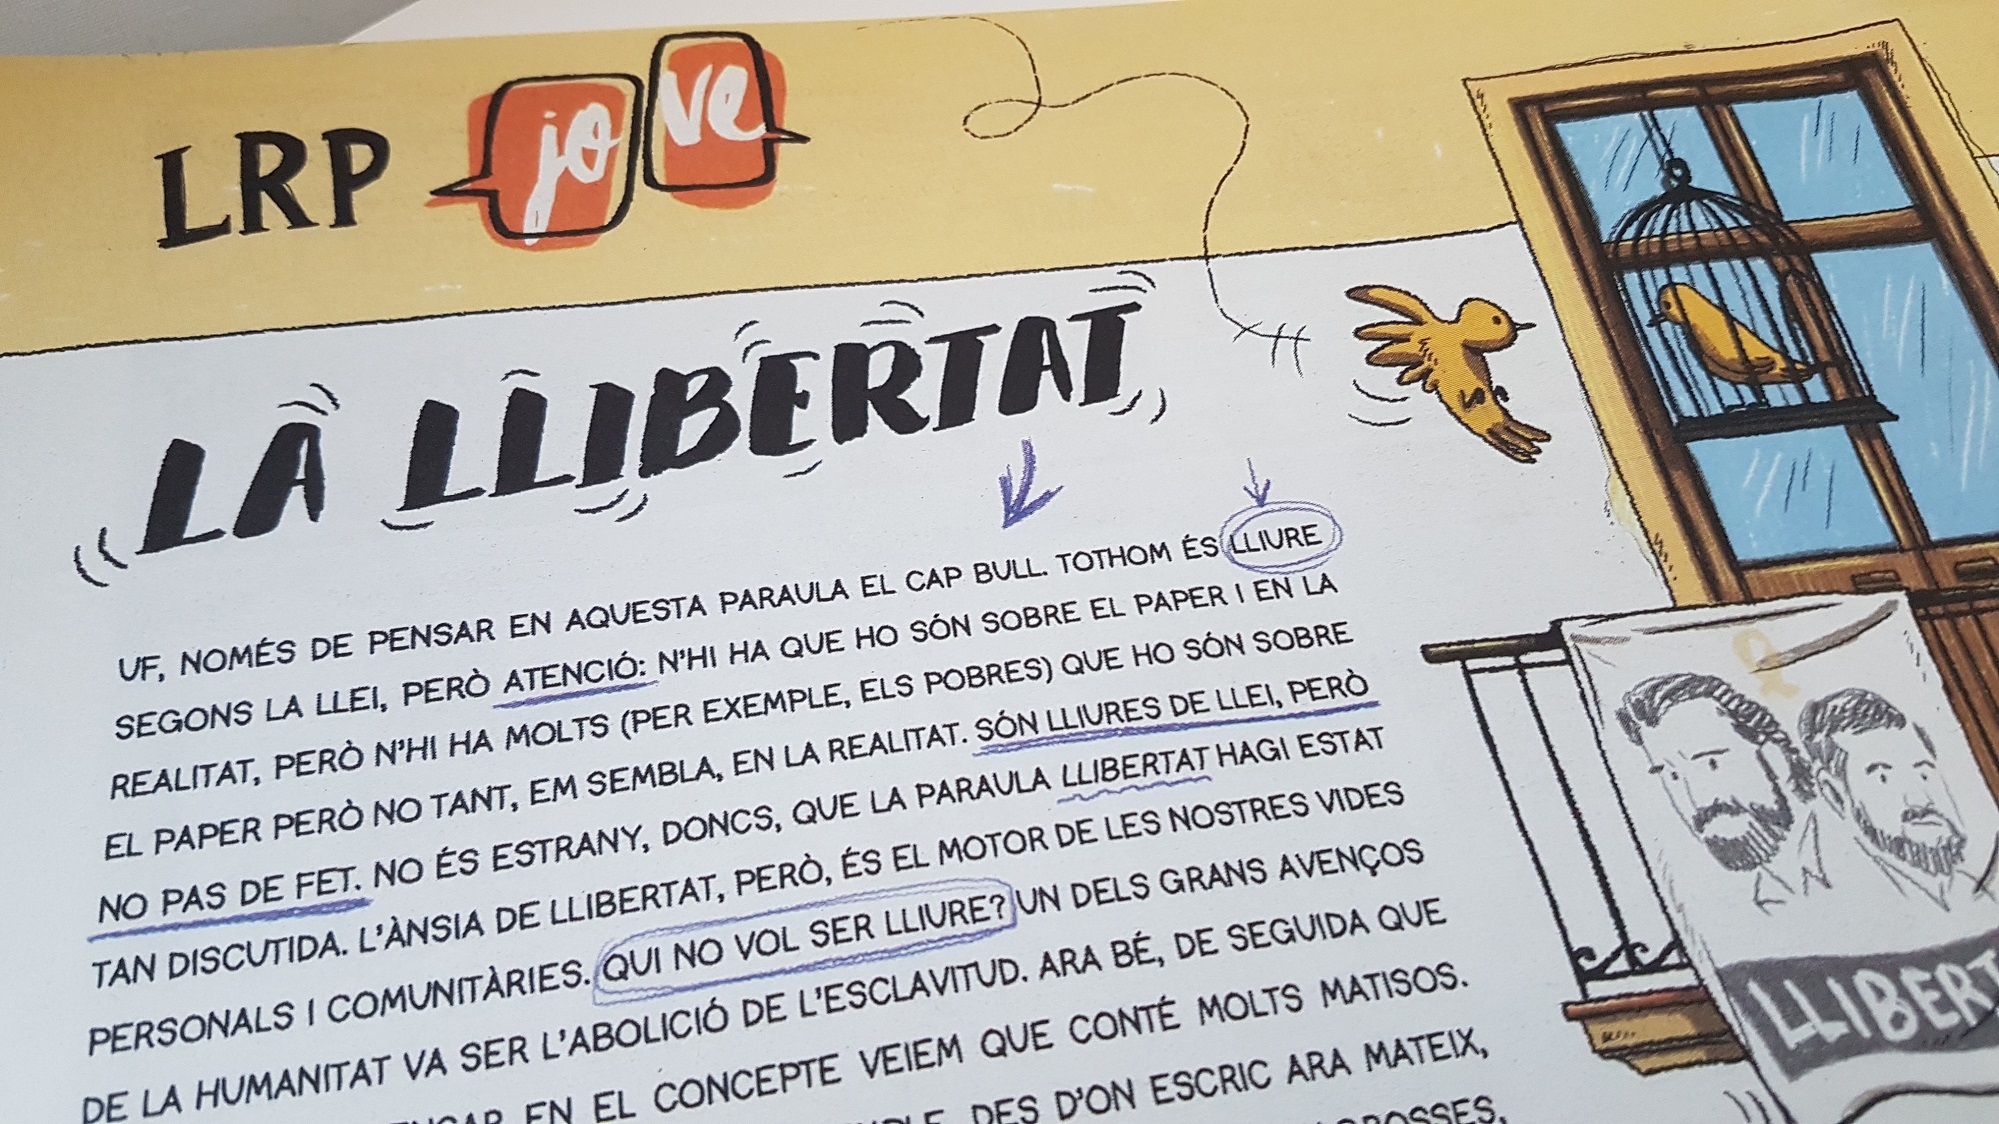 LRP jove
LA LLIBERTAT
UF, NOMÉS DE PENSAR EN AQUESTA PARAULA EL CAP BULL. TOTHOM ÉS LLIURE
SEGONS LA LLEI, PERÒ ATENCIÓ: N'HI HA QUE HO SÓN SOBRE EL PAPER I EN LA
REALITAT, PERÒ N'HI HA MOLTS (PER EXEMPLE, ELS POBRES) QUE HO SÓN SOBRE
EL PAPER PERÒ NO TANT, EM SEMBLA, EN LA REALITAT. SÓN LLIURES DE LLEI, PERÒ
NO PAS DE FET. NO ÉS ESTRANY, DONCS, QUE LA PARAULA LLIBERTAT HAGI ESTAT
TAN DISCUTIDA. L'ÀNSIA DE LLIBERTAT, PERÒ, ÉS EL MOTOR DE LES NOSTRES VIDES
PERSONALS I COMUNITÀRIES. QUI NO VOL SER LLIURE? UN DELS GRANS AVENÇOS
DE LA HUMANITAT VA SER L'ABOLICIÓ DE L'ESCLAVITUD. ARA BÉ, DE SEGUIDA QUE
EN EL CONCEPTE VEIEM QUE CONTÉ MOLTS MATISOS.
DES D'ON ESCRIC ARA MATEIX,
LLIBERT